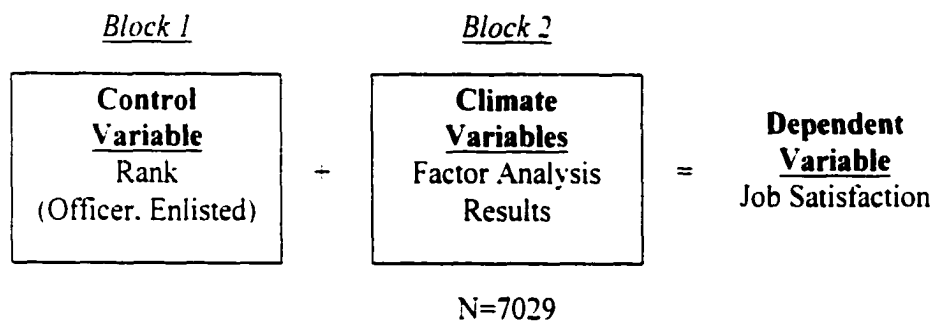 Block 1
Block 2
Control
Variable
Rank
(Officer. Enlisted)
+
Climate
Variables
Factor Analysis
Results
=
Dependent
Variable
Job Satisfaction
N=7029